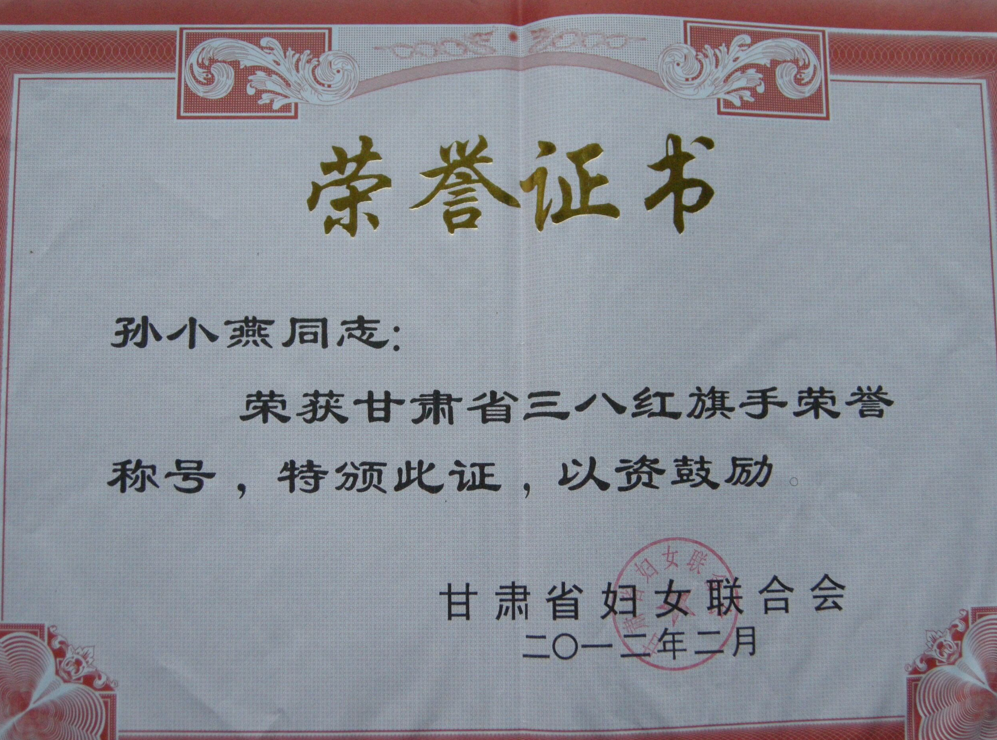 荣誉证书
孙小燕同志：
荣获甘肃省三八红旗手荣誉
称号，特颁此证，以资鼓励。
甘肃省妇女联合会
二〇一二年二月